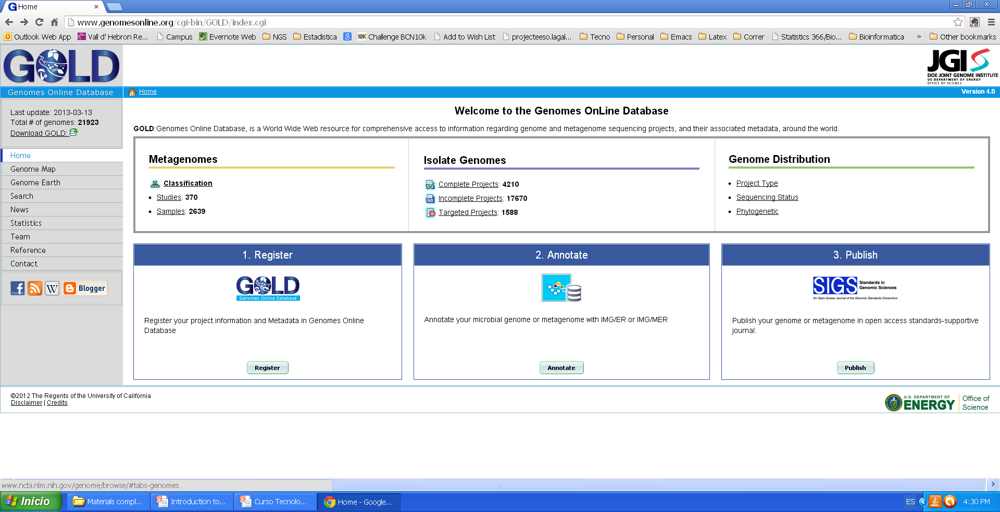 Home
www.genomesonline.org/cgi-bin/GOLD/index.cgi
Outlook Web App
Vall d' Hebron Re...
Campus
Evernote Web
NGS
Estadistica
8
10K Challenge BCN10k
Add to Wish List
projecteeso.lagal...
Tecno
Personal
Emacs
Latex
Correr
Statistics 366/Bio...
Bioinformatica
»
Other bookmarks
GOLD
Genomes Online Database
JGI
DOE JOINT GENOME INSTITUTE
US DEPARTMENT OF ENERGY
OFFICE OF SCIENCE
Home
Version 4.0
Last update: 2013-03-13
Total # of genomes: 21923
Download GOLD:
Home
Genome Map
Genome Earth
Search
News
Statistics
Team
Reference
Contact
W
Blogger
Welcome to the Genomes OnLine Database
GOLD:Genomes Online Database, is a World Wide Web resource for comprehensive access to information regarding genome and metagenome sequencing projects, and their associated metadata, around the world.
Metagenomes
Classification
Studies: 370
Samples: 2639
Isolate Genomes
Complete Projects: 4210
Incomplete Projects: 17670
Targeted Projects: 1588
Genome Distribution
Project Type
Sequencing Status
Phylogenetic
1. Register
GOLD
Genomes Online Database
Register your project information and Metadata in Genomes Online
Database
Register
2. Annotate
Annotate your microbial genome or metagenome with IMG/ER or IMG/MER
Annotate
3. Publish
SIGS
Standards in
Genomic Sciences
An Open Access Journal of the Genomic Standards Consortium
Publish your genome or metagenome in open access standards-supportive
journal.
Publish
©2012 The Regents of the University of California
Disclaimer | Credits
U.S. DEPARTMENT OF
ENERGY
Office of
Science
www.ncbi.nlm.nih.gov/genome/browse/#tabs-genomes
Inicio
Materials compl...
Introduction to...
Curso Tecnolo...
Home - Google...
ES
4:30 PM